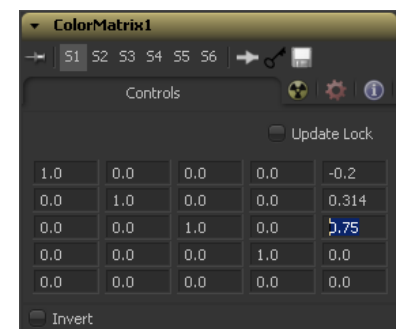 ColorMatrix1
S1 S2 S3 S4 S5 S6
Controls
Update Lock
1.0 0.0 0.0 0.0 -0.2
0.0 1.0 0.0 0.0 0.314
0.0 0.0 1.0 0.0 0.75
0.0 0.0 0.0 1.0 0.0
0.0 0.0 0.0 0.0 0.0
Invert